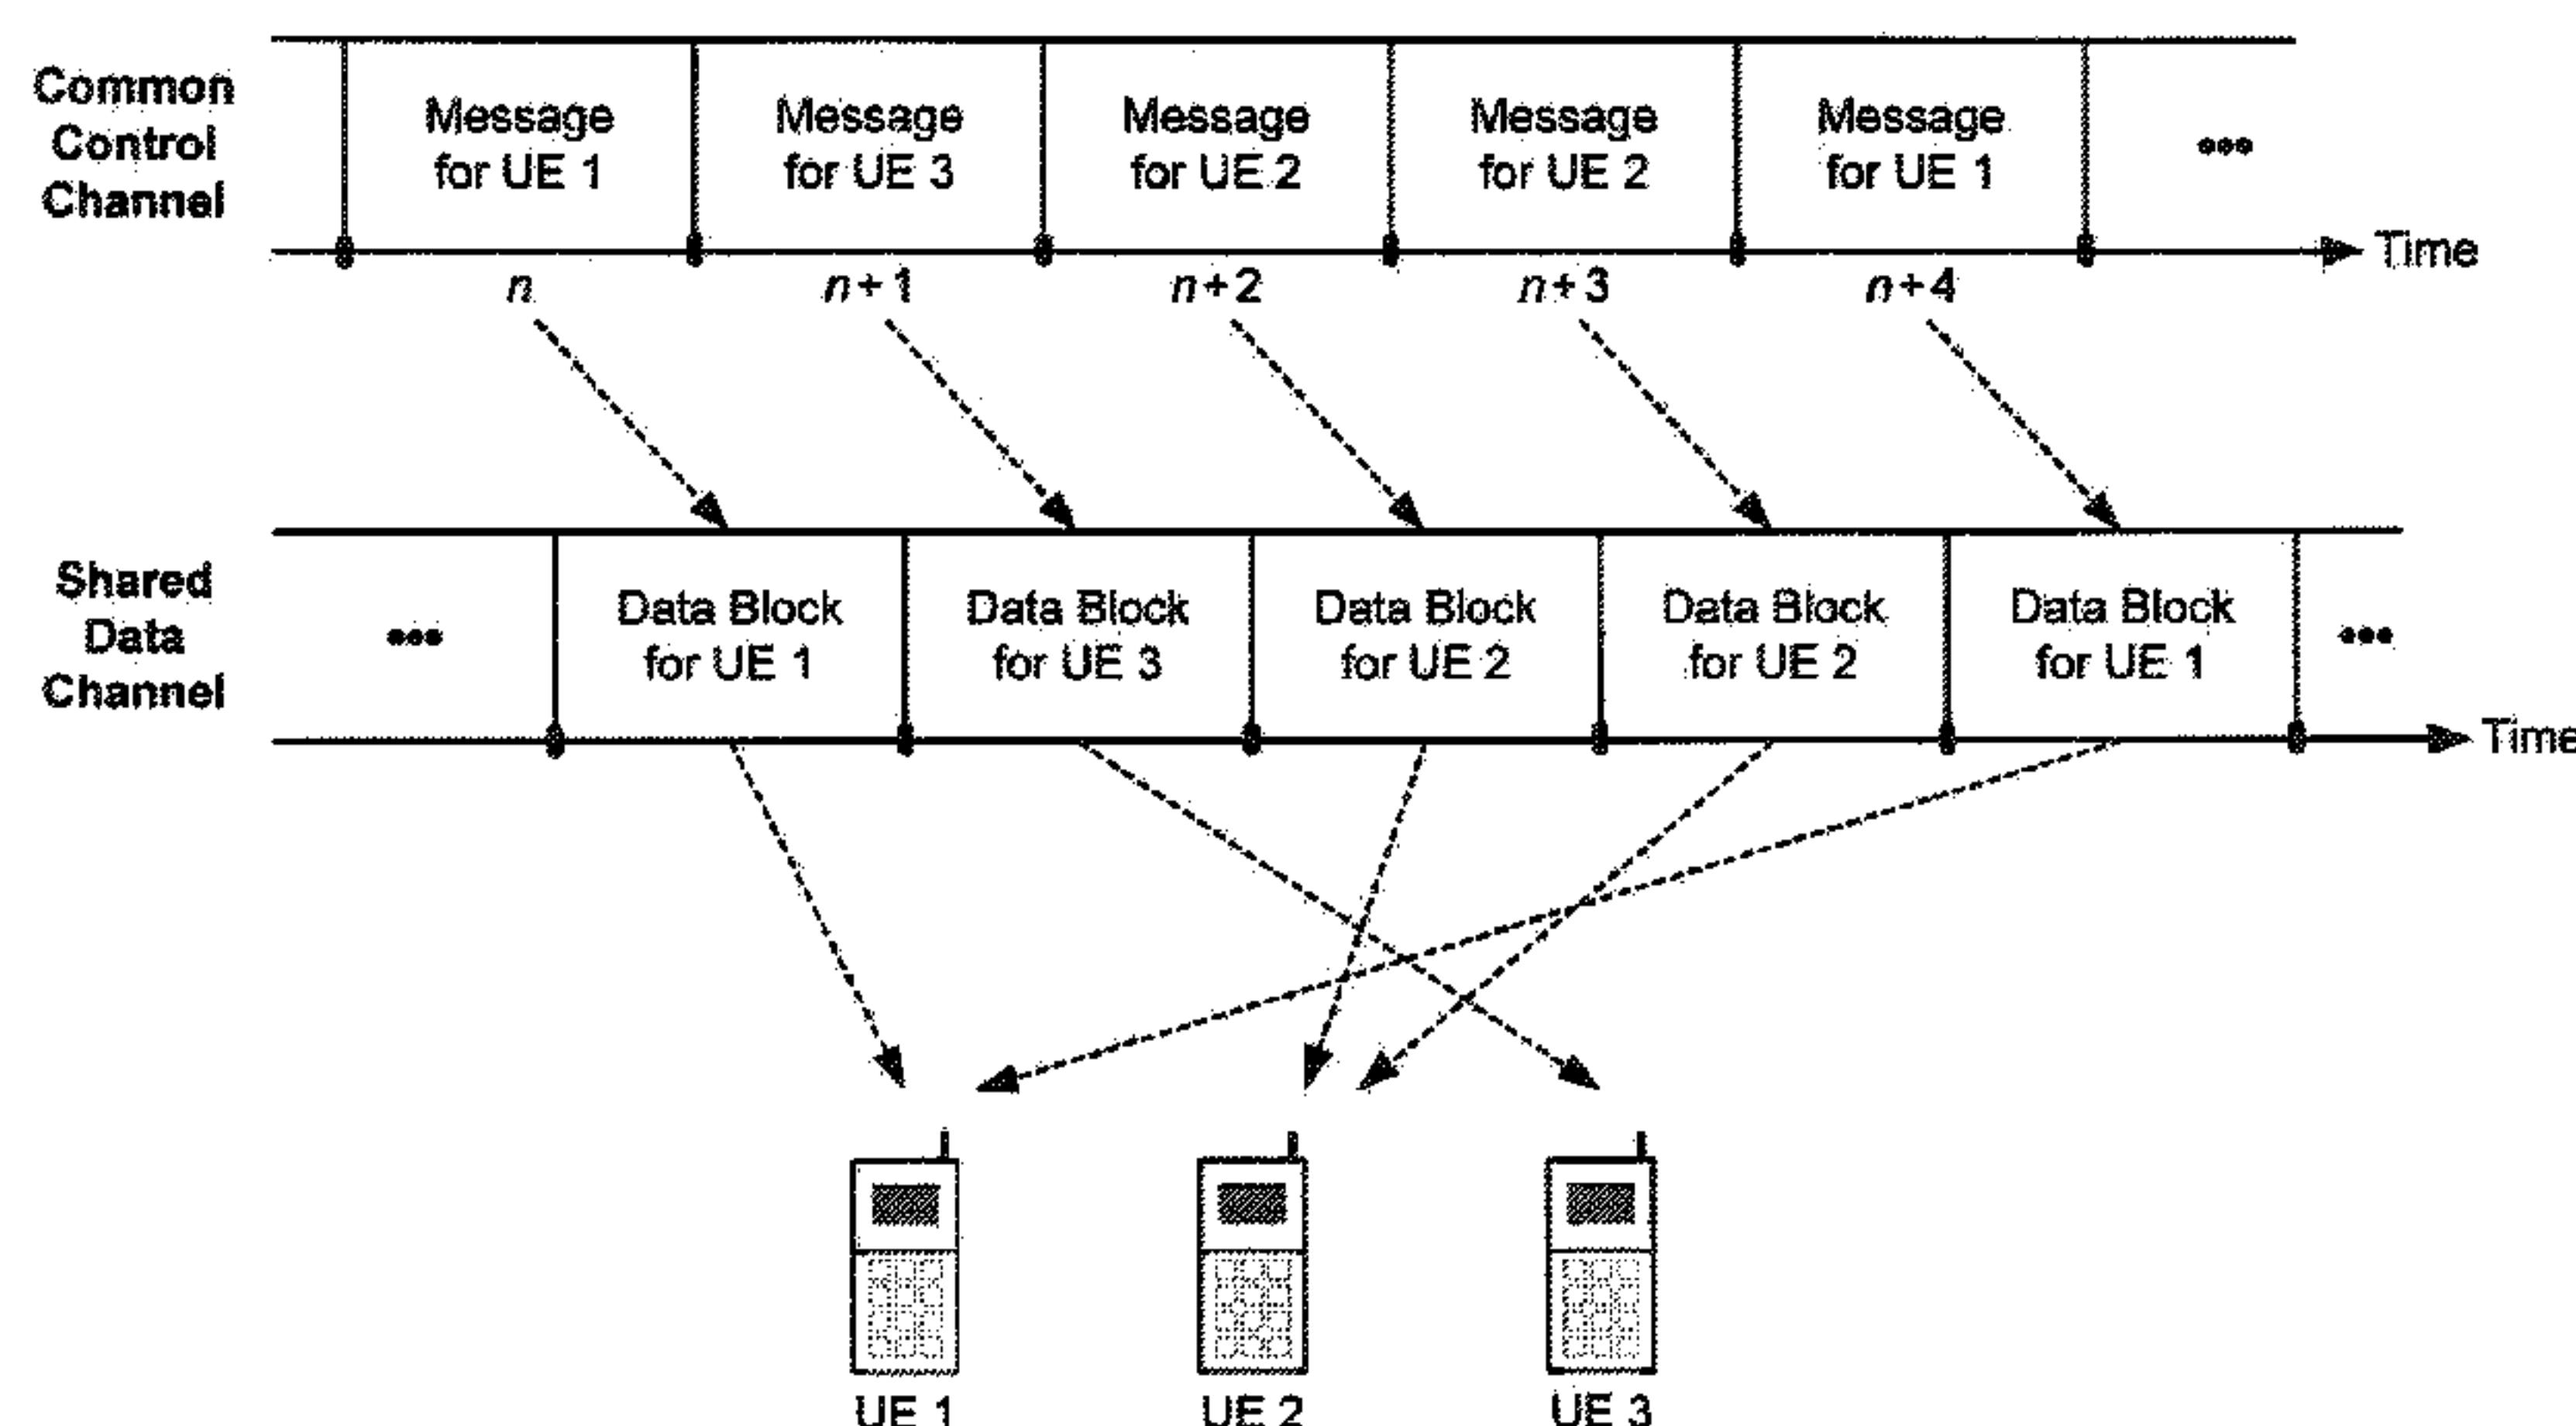 Common
Control
Channel
Message
for UE 1
Message
for UE 3
Message
for UE 2
Message
for UE 2
Message
for UE 1
•••
Time
n
n+1
n+2
n+3
n+4
Shared
Data
Channel
•••
Data Block
for UE 1
Data Block
for UE 3
Data Block
for UE 2
Data Block
for UE 2
Data Block
for UE 1
•••
Time
UE 1
UE 2
UE 3